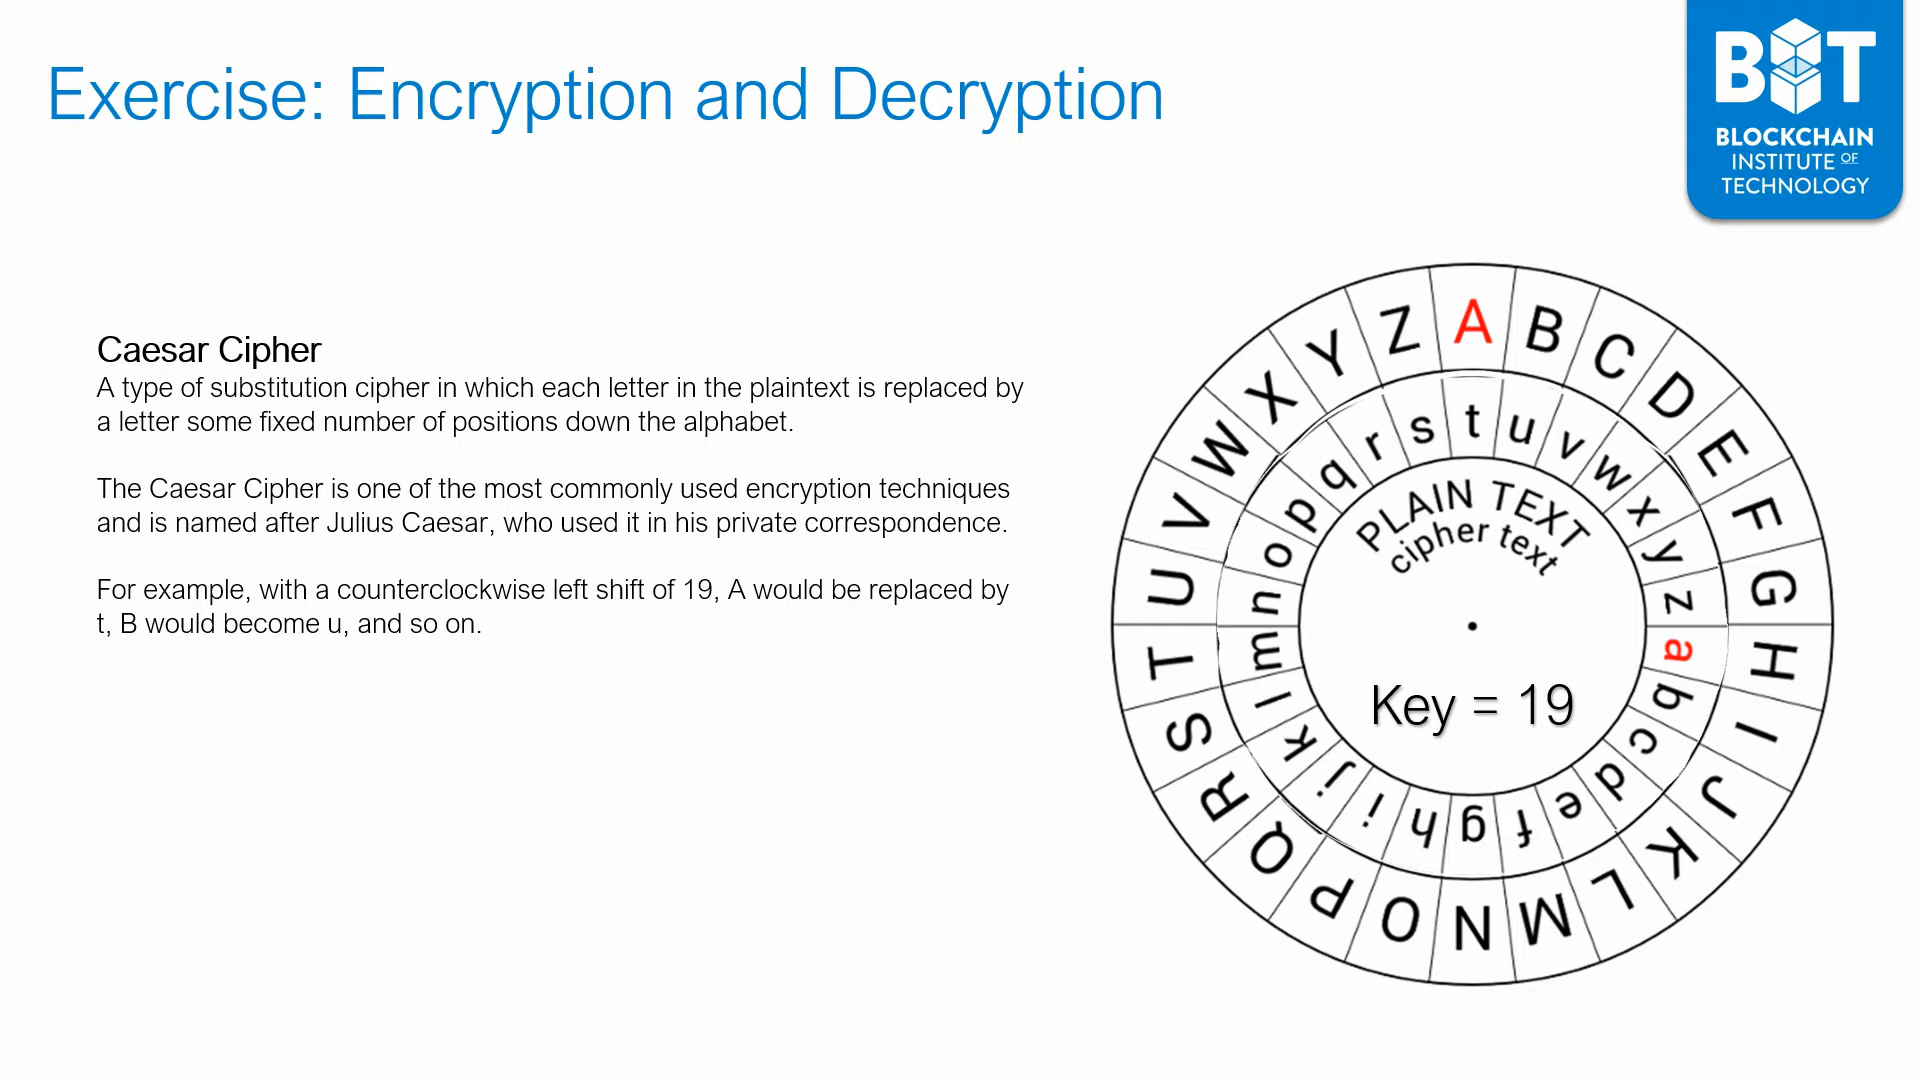 Exercise: Encryption and Decryption
B T
BLOCKCHAIN
INSTITUTE OF
TECHNOLOGY
Caesar Cipher
A type of substitution cipher in which each letter in the plaintext is replaced by
a letter some fixed number of positions down the alphabet.
The Caesar Cipher is one of the most commonly used encryption techniques
and is named after Julius Caesar, who used it in his private correspondence.
For example, with a counterclockwise left shift of 19, A would be replaced by
t, B would become u, and so on.
A B C D E F G H I J K L M N O P Q R S T U V W X Y Z
t u v w x y z a b c d e f g h i j k l m n o p q r s
PLAIN TEXT
cipher text
Key = 19